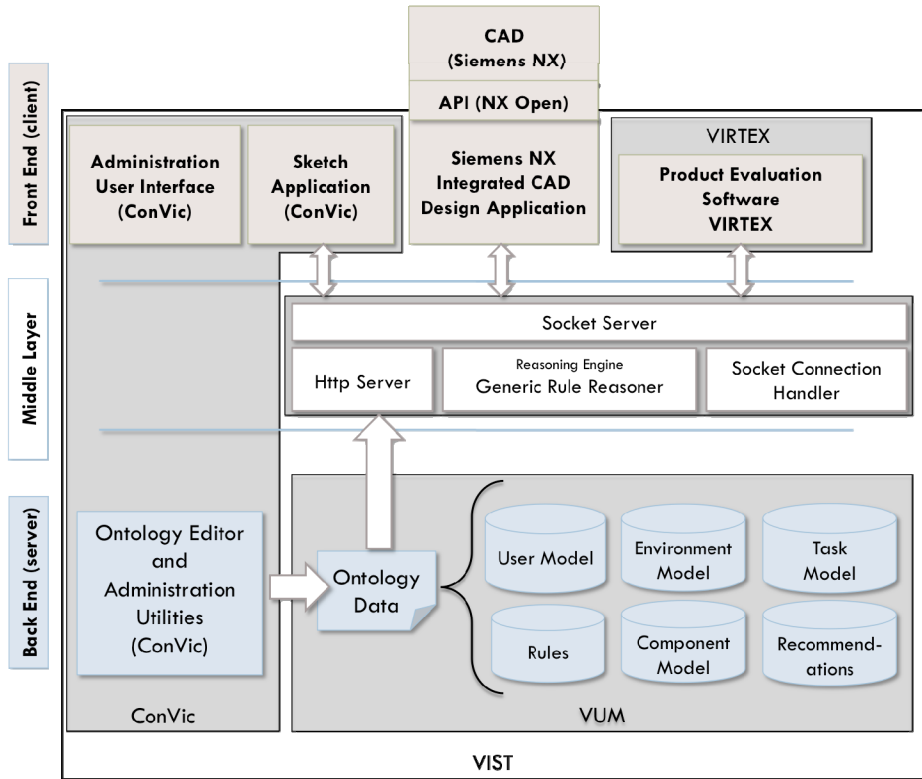 CAD
(Siemens NX)
API (NX Open)
Siemens NX
Integrated CAD
Design Application
Front End (client)
Administration
User Interface
(ConVic)
Sketch
Application
(ConVic)
VIRTEX
Product Evaluation
Software
VIRTEX
Middle Layer
Socket Server
Http Server
Reasoning Engine
Generic Rule Reasoner
Socket Connection
Handler
Back End (server)
Ontology Editor
and
Administration
Utilities
(ConVic)
Ontology
Data
User Model
Environment
Model
Task
Model
Rules
Component
Model
Recommend-
ations
ConVic
VUM
VIST